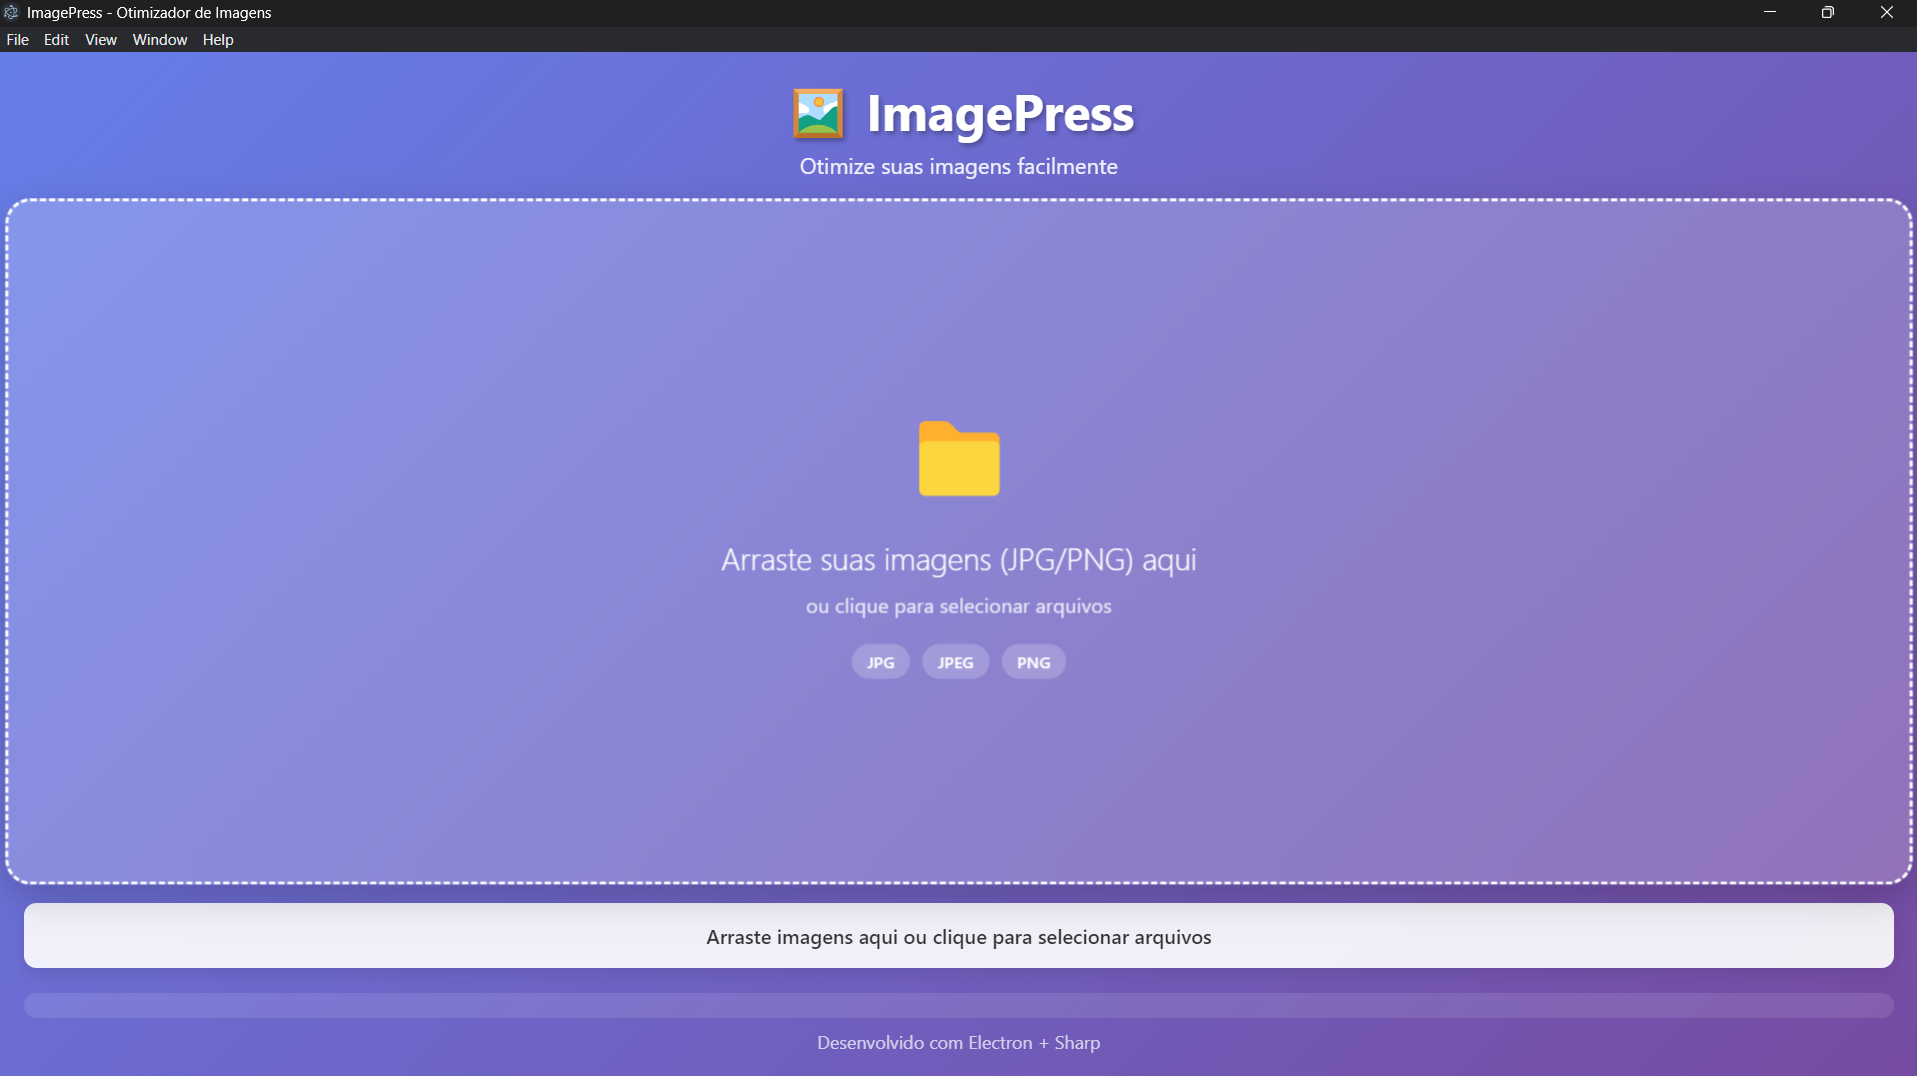 ImagePress - Otimizador de Imagens
File Edit View Window Help
ImagePress
Otimize suas imagens facilmente
Arraste suas imagens (JPG/PNG) aqui
ou clique para selecionar arquivos
JPG JPEG PNG
Arraste imagens aqui ou clique para selecionar arquivos
Desenvolvido com Electron + Sharp